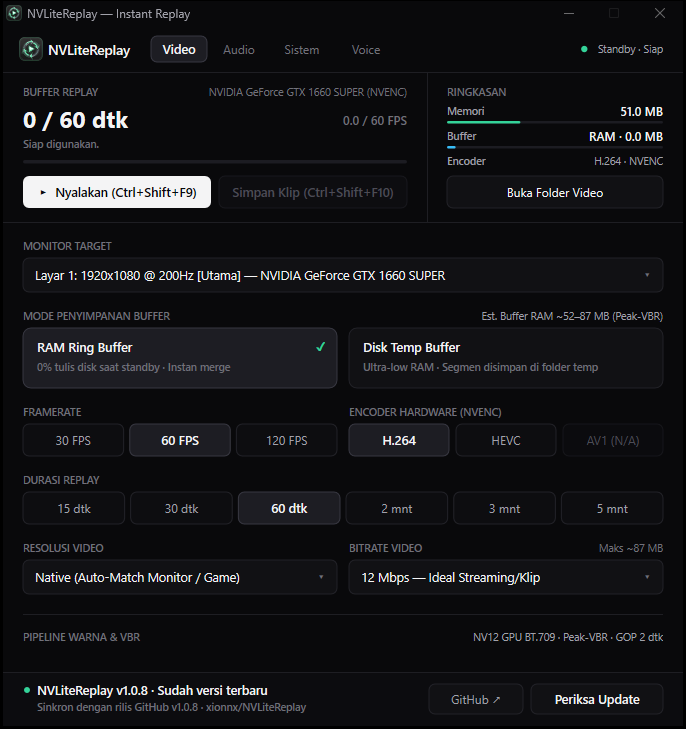 NVLiteReplay — Instant Replay
NVLiteReplay
Video
Audio
Sistem
Voice
Standby · Siap
BUFFER REPLAY
NVIDIA GeForce GTX 1660 SUPER (NVENC)
0 / 60 dtk
0.0 / 60 FPS
Siap digunakan.
Nyalakan (Ctrl+Shift+F9)
Simpan Klip (Ctrl+Shift+F10)
RINGKASAN
Memori 51.0 MB
Buffer RAM · 0.0 MB
Encoder H.264 · NVENC
Buka Folder Video
MONITOR TARGET
Layar 1: 1920x1080 @ 200Hz [Utama] — NVIDIA GeForce GTX 1660 SUPER
MODE PENYIMPANAN BUFFER
Est. Buffer RAM ~52–87 MB (Peak-VBR)
RAM Ring Buffer ✓
0% tulis disk saat standby · Instan merge
Disk Temp Buffer
Ultra-low RAM · Segmen disimpan di folder temp
FRAMERATE
30 FPS
60 FPS
120 FPS
ENCODER HARDWARE (NVENC)
H.264
HEVC
AV1 (N/A)
DURASI REPLAY
15 dtk
30 dtk
60 dtk
2 mnt
3 mnt
5 mnt
RESOLUSI VIDEO
Native (Auto-Match Monitor / Game)
BITRATE VIDEO
Maks ~87 MB
12 Mbps — Ideal Streaming/Klip
PIPELINE WARNA & VBR
NV12 GPU BT.709 · Peak-VBR · GOP 2 dtk
NVLiteReplay v1.0.8 · Sudah versi terbaru
Sinkron dengan rilis GitHub v1.0.8 · xionnx/NVLiteReplay
GitHub ↗
Periksa Update